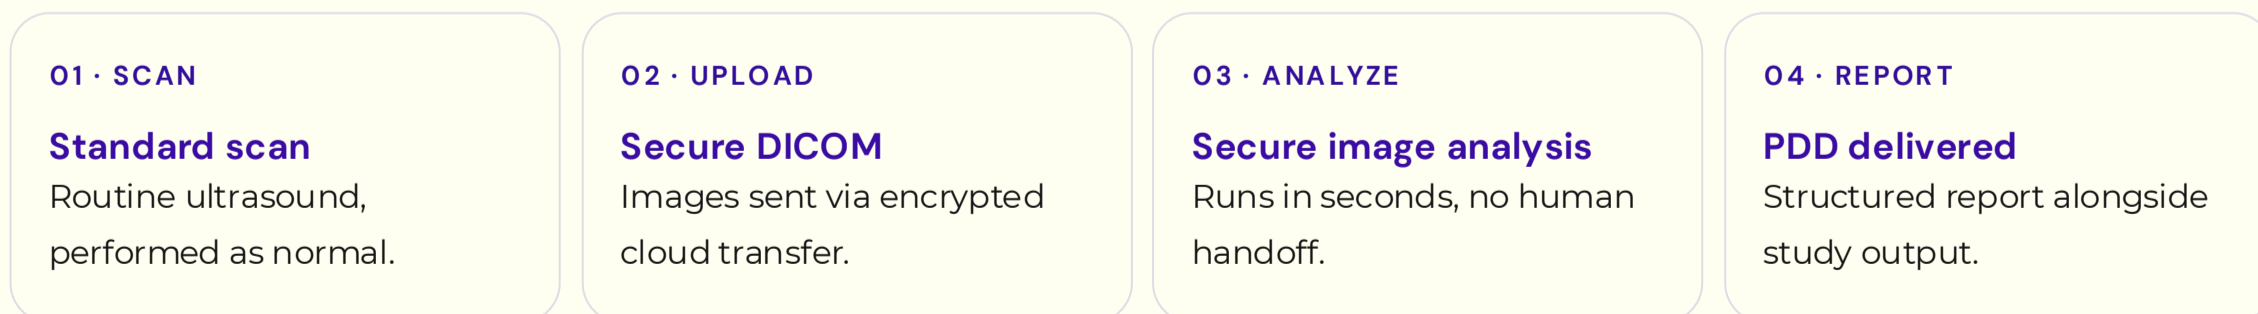 01 · SCAN
Standard scan
Routine ultrasound,
performed as normal.
02 · UPLOAD
Secure DICOM
Images sent via encrypted
cloud transfer.
03 · ANALYZE
Secure image analysis
Runs in seconds, no human
handoff.
04 · REPORT
PDD delivered
Structured report alongside
study output.